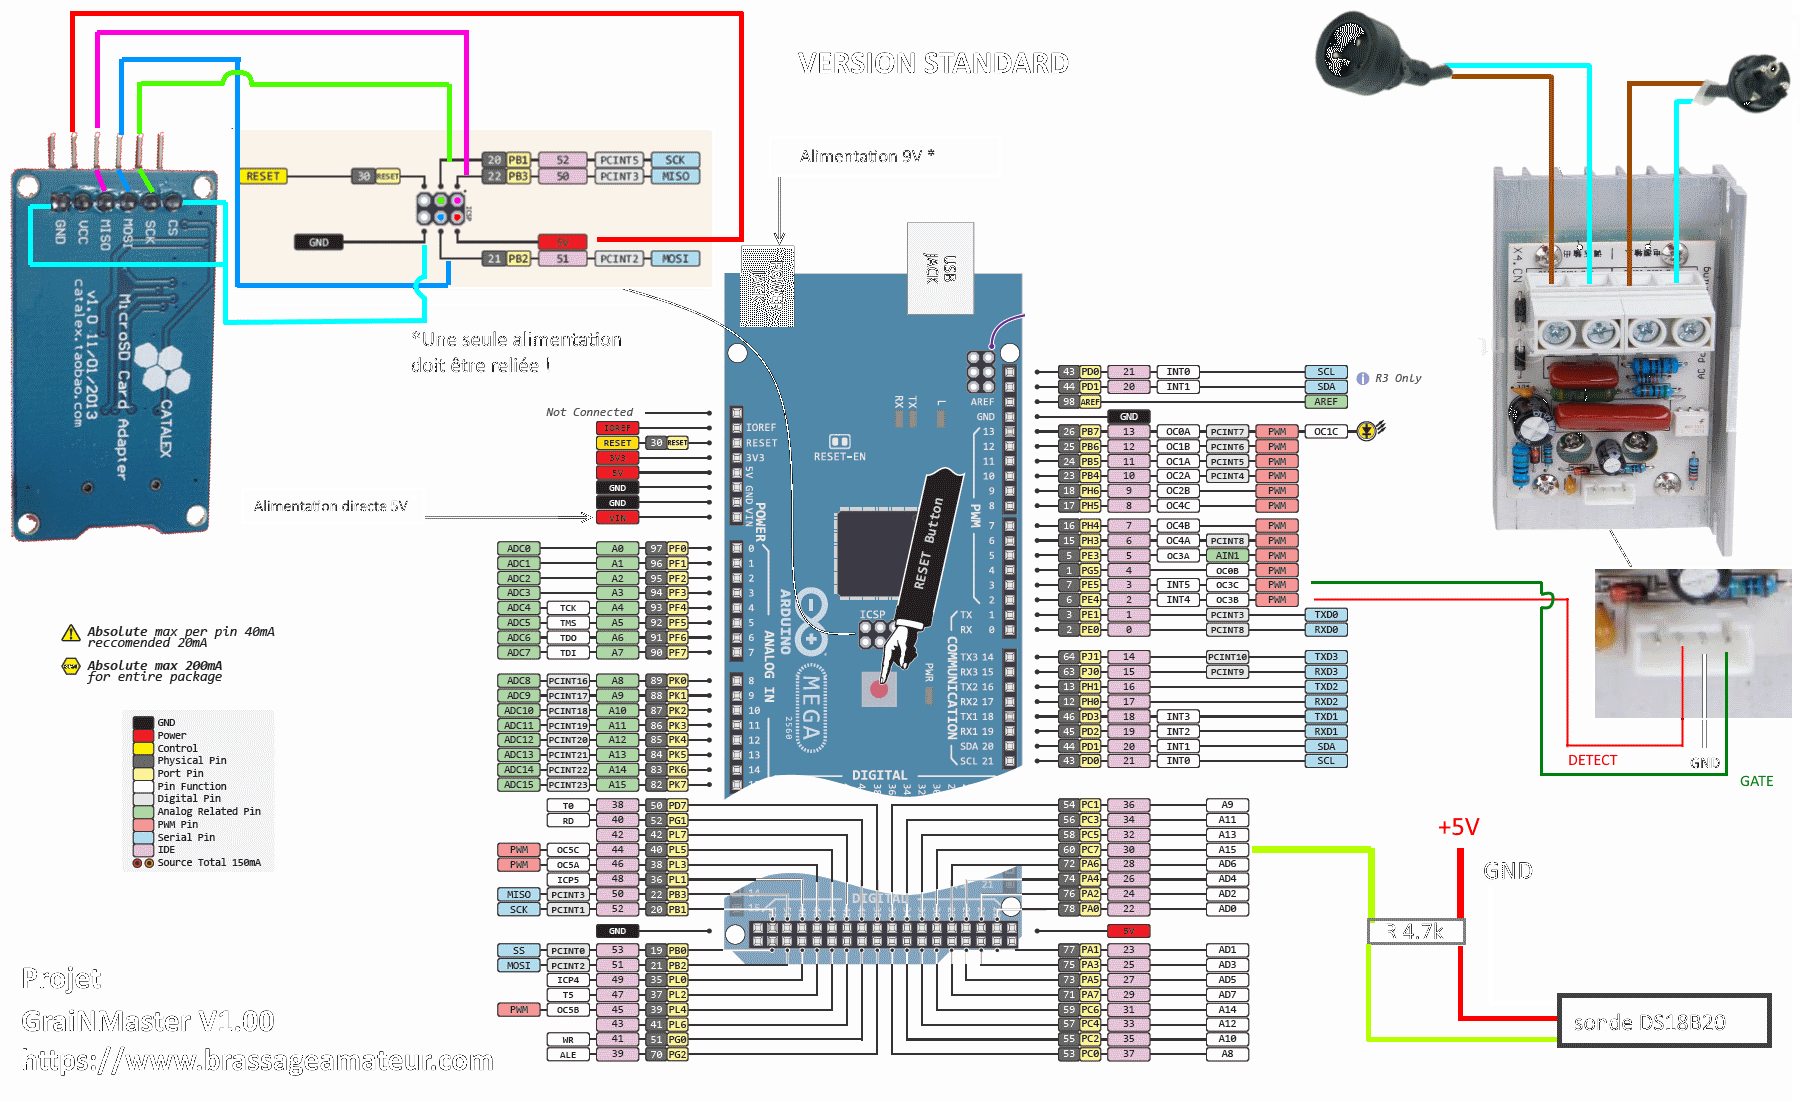 VERSION STANDARD
Alimentation 9V *
20 PB1 52 PCINT5 SCK
22 PB3 50 PCINT3 MISO
RESET 30 RESET
ICSP
GND
5V
21 PB2 51 PCINT2 MOSI
GND VCC MISO MOSI SCK CS
MicroSD Card Adapter
v1.0 11/01/2013
catalex.taobao.com
CATALEX
*Une seule alimentation
doit être reliée !
USB
JACK
X4.CN
Not Connected
IOREF
RESET 30 RESET
3V3
5V
GND
GND
VIN
Alimentation directe 5V
IOREF
RESET
3V3
5V
GND
GND
VIN
POWER
RESET-EN
RX
TX
L
AREF
GND
13
12
11
10
9
8
7
6
5
4
3
2
TX 1
RX 0
PWM
RESET Button
ICSP
ARDUINO
MEGA
2560
ANALOG IN
0
1
2
3
4
5
6
7
8
9
10
11
12
13
14
PWR
COMMUNICATION
TX3 14
RX3 15
TX2 16
RX2 17
TX1 18
RX1 19
SDA 20
SCL 21
DIGITAL
43 PD0 21 INT0 SCL
44 PD1 20 INT1 SDA
R3 Only
98 AREF AREF
GND
26 PB7 13 OC0A PCINT7 PWM OC1C
25 PB6 12 OC1B PCINT6 PWM
24 PB5 11 OC1A PCINT5 PWM
23 PB4 10 OC2A PCINT4 PWM
18 PH6 9 OC2B PWM
17 PH5 8 OC4C PWM
16 PH4 7 OC4B PWM
15 PH3 6 OC4A PCINT8 PWM
5 PE3 5 OC3A AIN1 PWM
1 PG5 4 OC0B PWM
7 PE5 3 INT5 OC3C PWM
6 PE4 2 INT4 OC3B PWM
3 PE1 1 PCINT3 TXD0
2 PE0 0 PCINT8 RXD0
64 PJ1 14 PCINT10 TXD3
63 PJ0 15 PCINT9 RXD3
13 PH1 16 TXD2
12 PH0 17 RXD2
46 PD3 18 INT3 TXD1
45 PD2 19 INT2 RXD1
44 PD1 20 INT1 SDA
43 PD0 21 INT0 SCL
ADC0 A0 97 PF0
ADC1 A1 96 PF1
ADC2 A2 95 PF2
ADC3 A3 94 PF3
ADC4 TCK A4 93 PF4
ADC5 TMS A5 92 PF5
ADC6 TDO A6 91 PF6
ADC7 TDI A7 90 PF7
ADC8 PCINT16 A8 89 PK0
ADC9 PCINT17 A9 88 PK1
ADC10 PCINT18 A10 87 PK2
ADC11 PCINT19 A11 86 PK3
ADC12 PCINT20 A12 85 PK4
ADC13 PCINT21 A13 84 PK5
ADC14 PCINT22 A14 83 PK6
ADC15 PCINT23 A15 82 PK7
Absolute max per pin 40mA
reccomended 20mA
Absolute max 200mA
for entire package
GND
Power
Control
Physical Pin
Port Pin
Pin Function
Digital Pin
Analog Related Pin
PWM Pin
Serial Pin
IDE
Source Total 150mA
T0 38 50 PD7
RD 40 52 PG1
42 42 PL7
PWM OC5C 44 40 PL5
PWM OC5A 46 38 PL3
ICP5 48 36 PL1
MISO PCINT3 50 22 PB3
SCK PCINT1 52 20 PB1
GND
SS PCINT0 53 19 PB0
MOSI PCINT2 51 21 PB2
ICP4 49 35 PL0
T5 47 37 PL2
PWM OC5B 45 39 PL4
43 41 PL6
WR 41 51 PG0
ALE 39 70 PG2
DIGITAL
54 PC1 36 A9
56 PC3 34 A11
58 PC5 32 A13
60 PC7 30 A15
72 PA6 28 AD6
74 PA4 26 AD4
76 PA2 24 AD2
78 PA0 22 AD0
5V
77 PA1 23 AD1
75 PA3 25 AD3
73 PA5 27 AD5
71 PA7 29 AD7
59 PC6 31 A14
57 PC4 33 A12
55 PC2 35 A10
53 PC0 37 A8
DETECT
GND
GATE
+5V
GND
R 4.7k
sonde DS18B20
Projet
GraiNMaster V1.00
https://www.brassageamateur.com